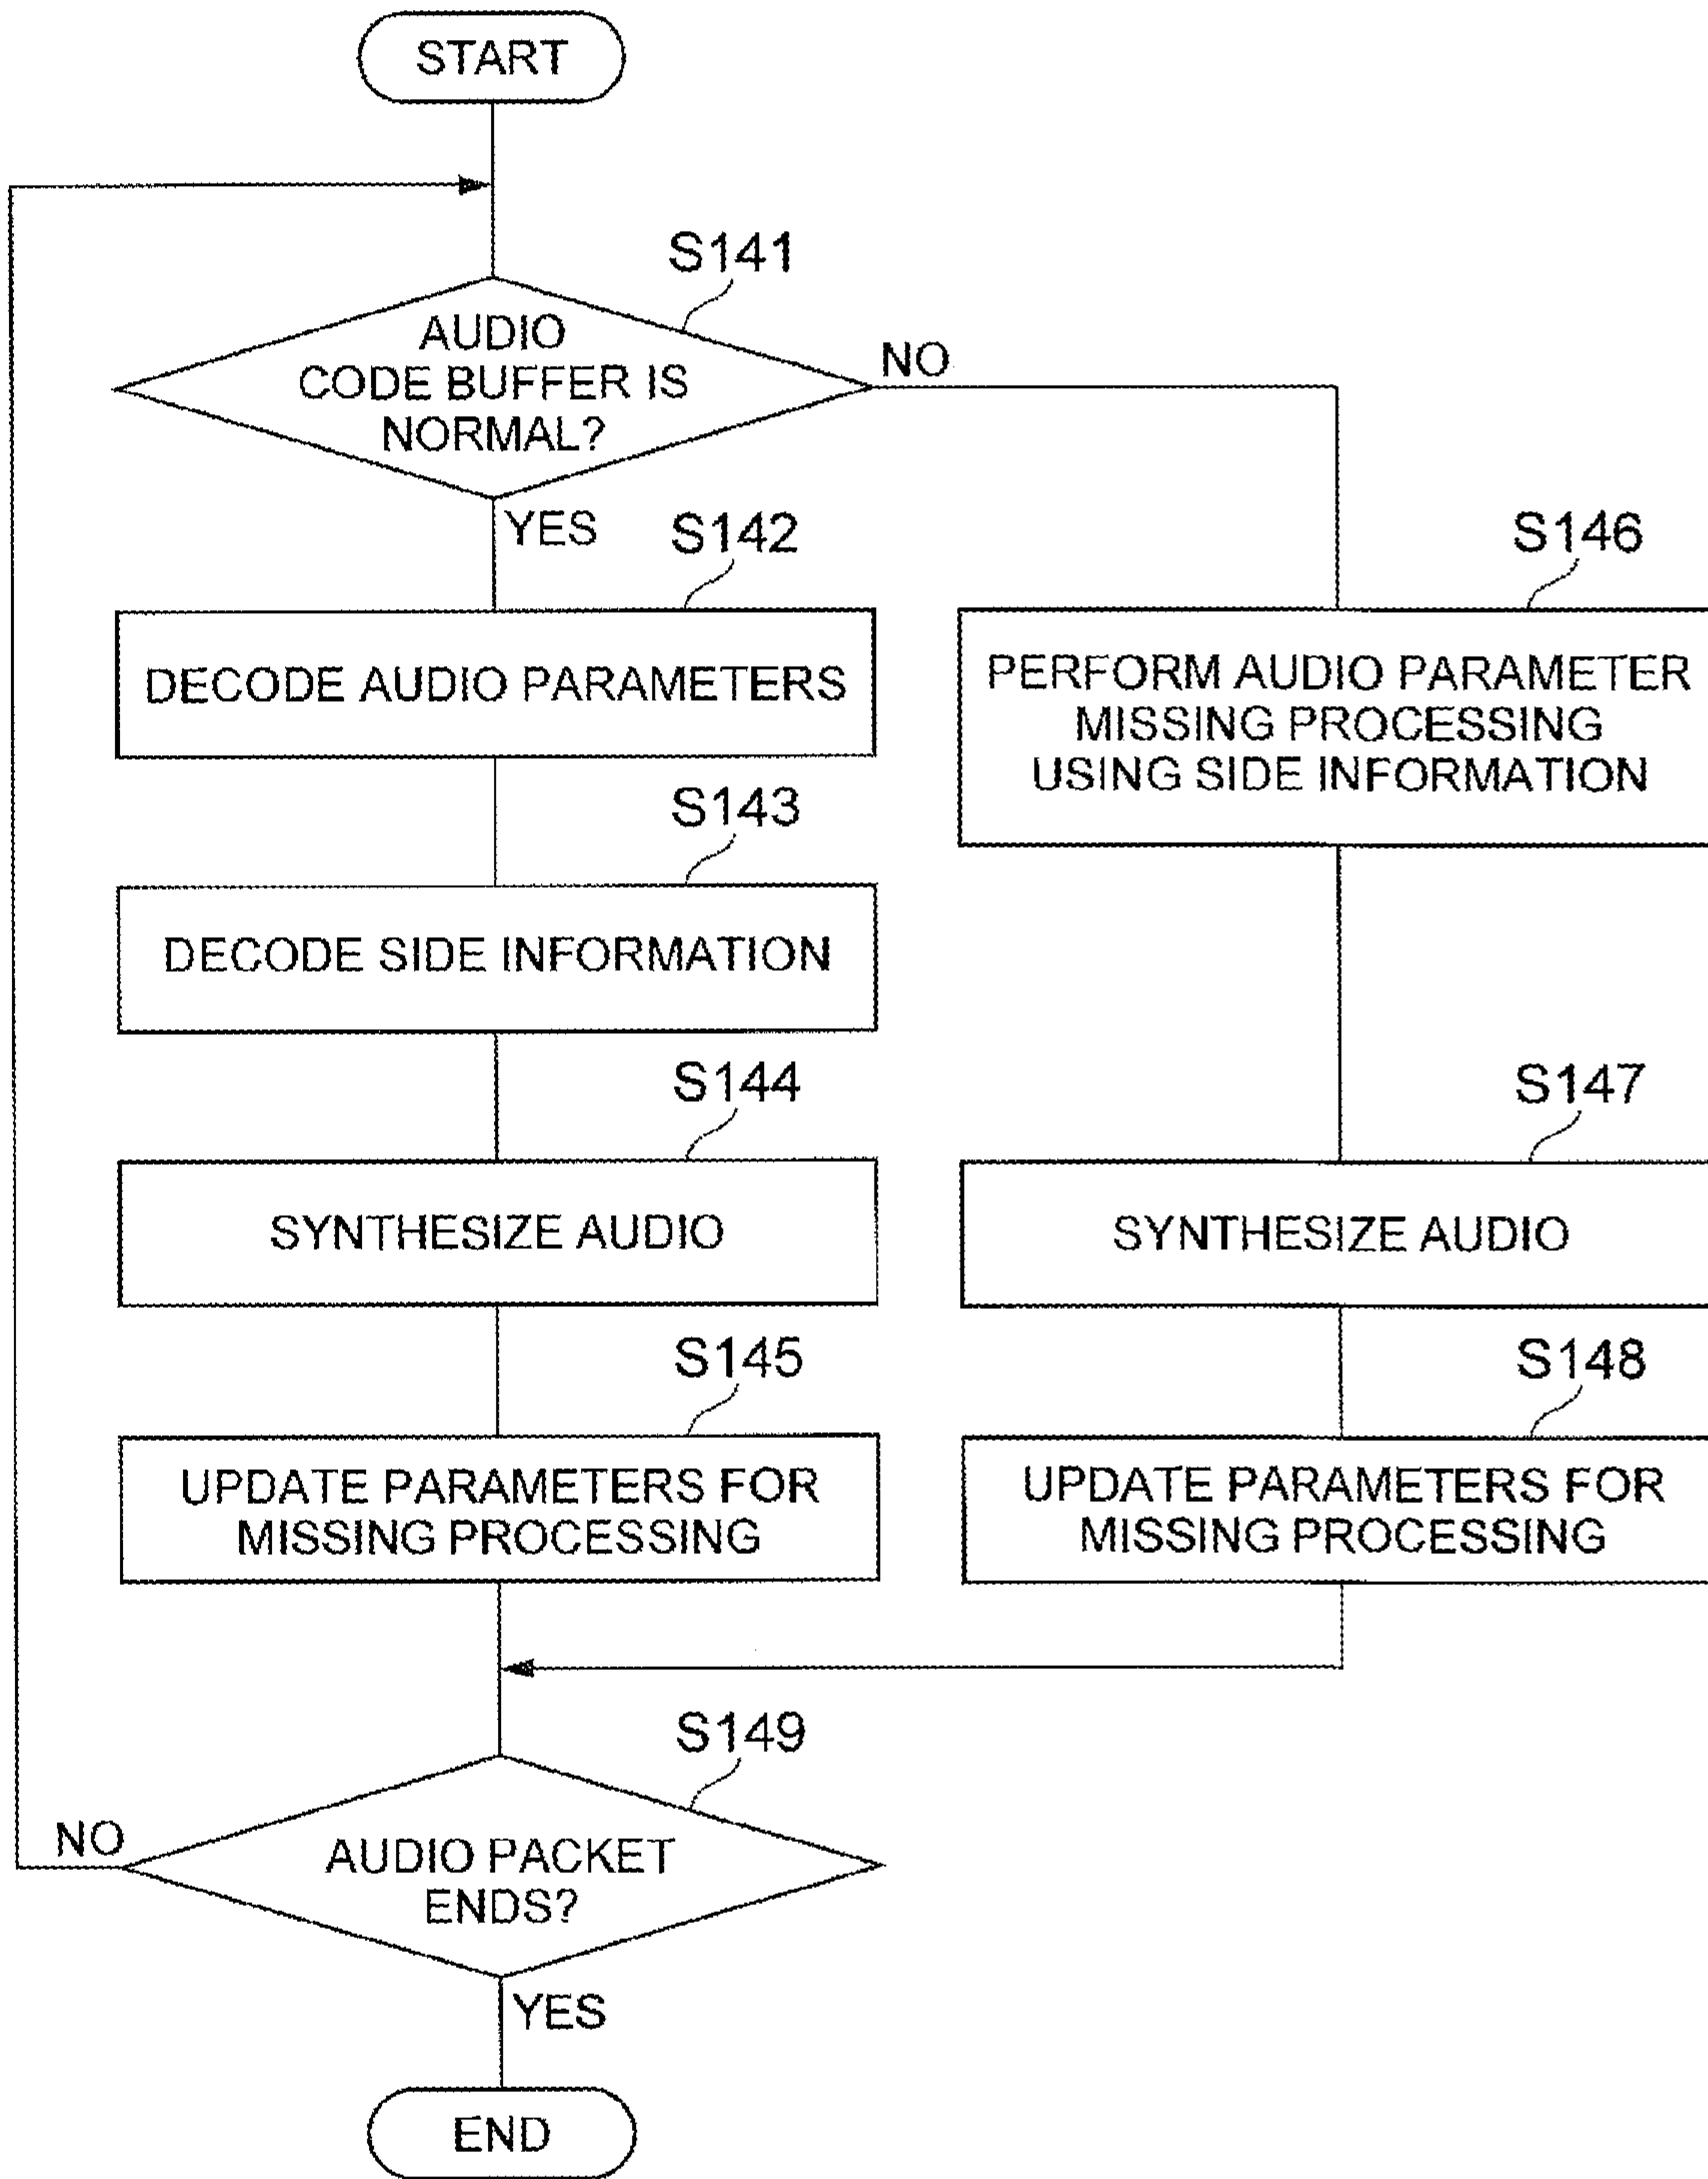 START
S141
AUDIO
CODE BUFFER IS
NORMAL?
NO
YES
S142
DECODE AUDIO PARAMETERS
S143
DECODE SIDE INFORMATION
S144
SYNTHESIZE AUDIO
S145
UPDATE PARAMETERS FOR
MISSING PROCESSING
S146
PERFORM AUDIO PARAMETER
MISSING PROCESSING
USING SIDE INFORMATION
S147
SYNTHESIZE AUDIO
S148
UPDATE PARAMETERS FOR
MISSING PROCESSING
S149
AUDIO PACKET
ENDS?
NO
YES
END